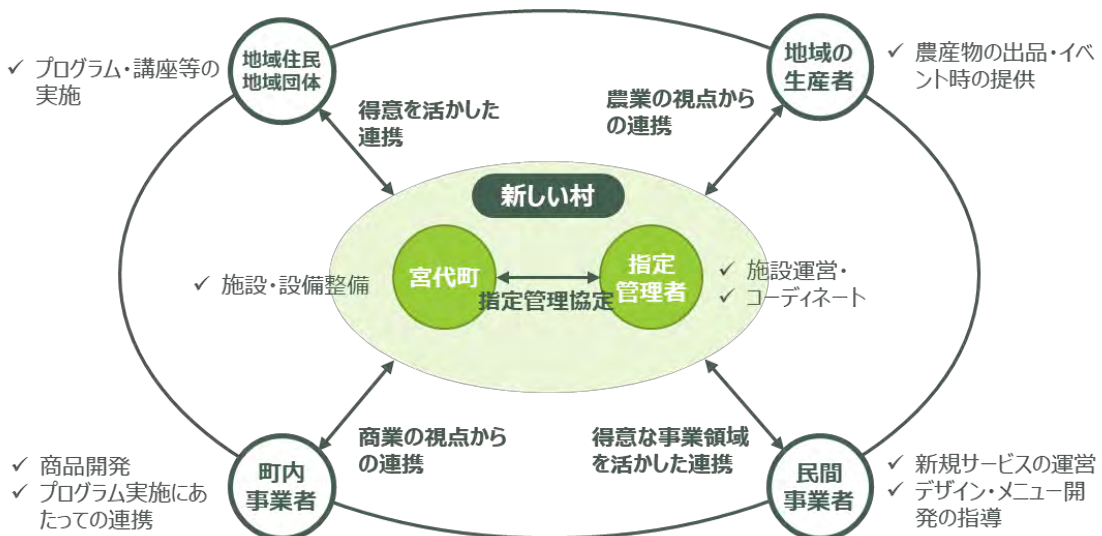 地域住民
地域団体
✓ プログラム・講座等の
実施
得意を活かした
連携
地域の
生産者
✓ 農産物の出品・イベ
ント時の提供
農業の視点から
の連携
新しい村
宮代町
✓ 施設・設備整備
指定管理協定
指定
管理者
✓ 施設運営・
✓ コーディネート
商業の視点から
の連携
町内
事業者
✓ 商品開発
✓ プログラム実施にあ
たっての連携
得意な事業領域
を活かした連携
民間
事業者
✓ 新規サービスの運営
✓ デザイン・メニュー開
発の指導